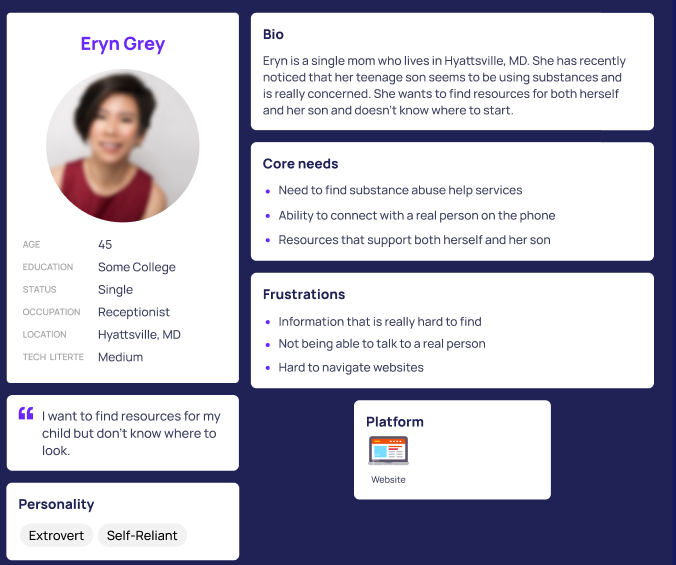 Eryn Grey
AGE 45
EDUCATION Some College
STATUS Single
OCCUPATION Receptionist
LOCATION Hyattsville, MD
TECH LITERTE Medium
I want to find resources for my
child but don't know where to
look.
Personality
Extrovert Self-Reliant
Bio
Eryn is a single mom who lives in Hyattsville, MD. She has recently
noticed that her teenage son seems to be using substances and
is really concerned. She wants to find resources for both herself
and her son and doesn't know where to start.
Core needs
Need to find substance abuse help services
Ability to connect with a real person on the phone
Resources that support both herself and her son
Frustrations
Information that is really hard to find
Not being able to talk to a real person
Hard to navigate websites
Platform
Website